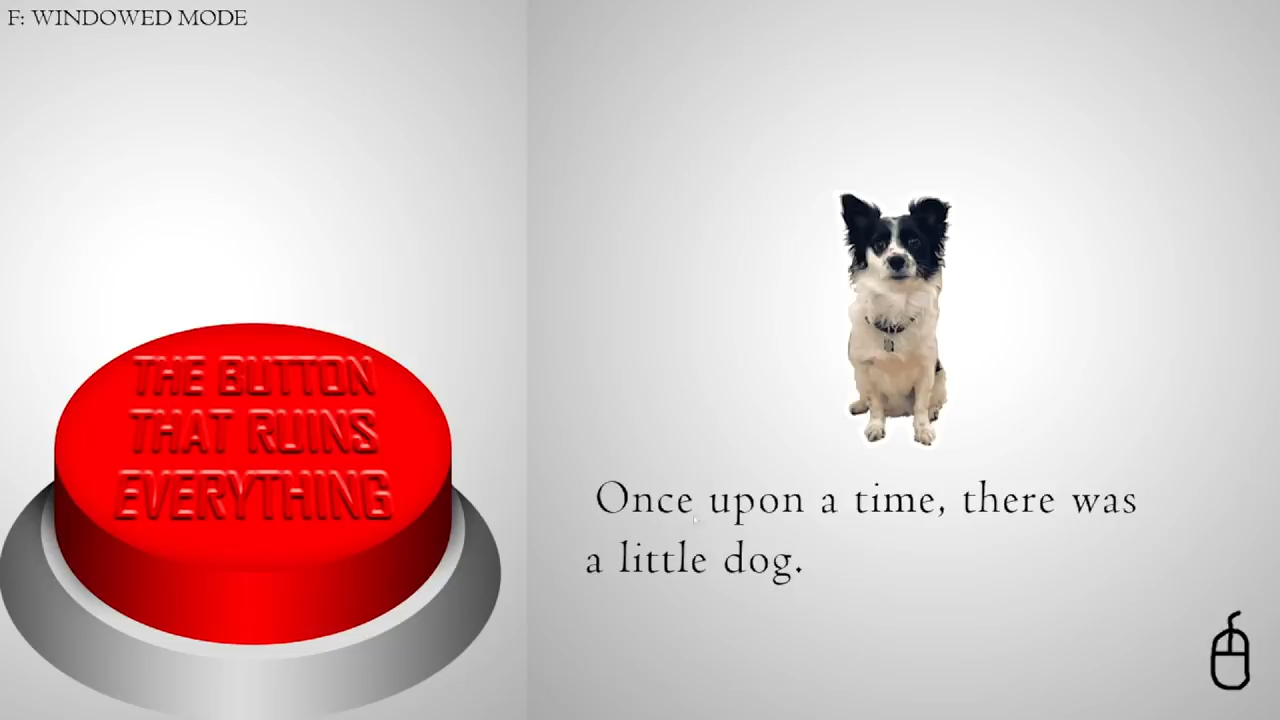 F: WINDOWED MODE
THE BUTTON
THAT RUINS
EVERYTHING
Once upon a time, there was
a little dog.